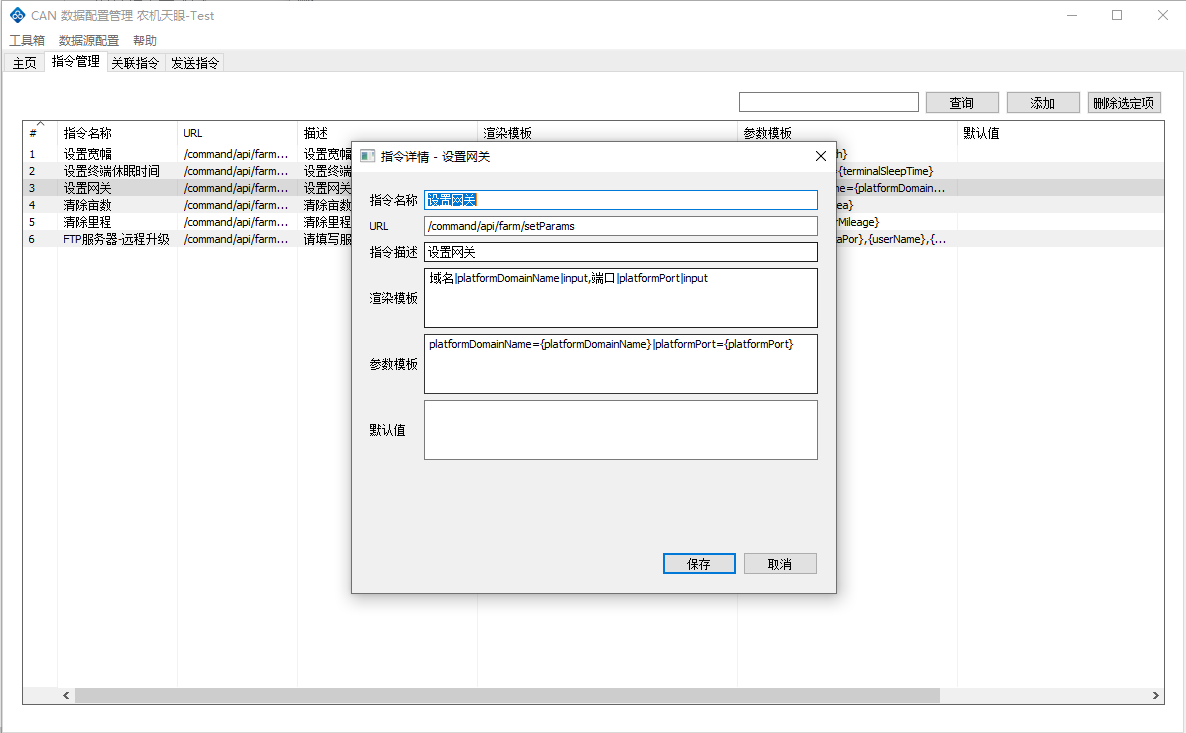 CAN 数据配置管理 农机天眼-Test
工具箱 数据源配置 帮助
主页 指令管理 关联指令 发送指令
查询 添加 删除选定项
# 指令名称 URL 描述 渲染模板 参数模板 默认值
1 设置宽幅 /command/api/farm... 设置宽幅 h}
2 设置终端休眠时间 /command/api/farm... 设置终端 {terminalSleepTime}
3 设置网关 /command/api/farm... 设置网关 ne={platformDomain...
4 清除亩数 /command/api/farm... 清除亩数 ea}
5 清除里程 /command/api/farm... 清除里程 rMileage}
6 FTP服务器-远程升级 /command/api/farm... 请填写服 aPor},{userName},{...
指令详情 - 设置网关
指令名称 设置网关
URL /command/api/farm/setParams
指令描述 设置网关
渲染模板 域名|platformDomainName|input,端口|platformPort|input
参数模板 platformDomainName={platformDomainName}|platformPort={platformPort}
默认值
保存 取消